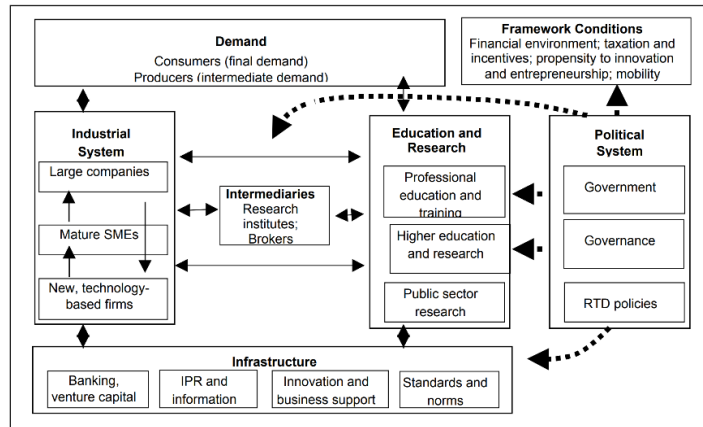 Demand
Consumers (final demand)
Producers (intermediate demand)
Framework Conditions
Financial environment; taxation and
incentives; propensity to
innovation and
entrepreneurship; mobility
Industrial
System
Large companies
Mature SMEs
New, technology-
based firms
Intermediaries
Research
institutes;
Brokers
Education and
Research
Professional
education and
training
Higher education
and research
Public sector
research
Political
System
Government
Governance
RTD policies
Infrastructure
Banking,
venture capital
IPR and
information
Innovation and
business support
Standards and
norms